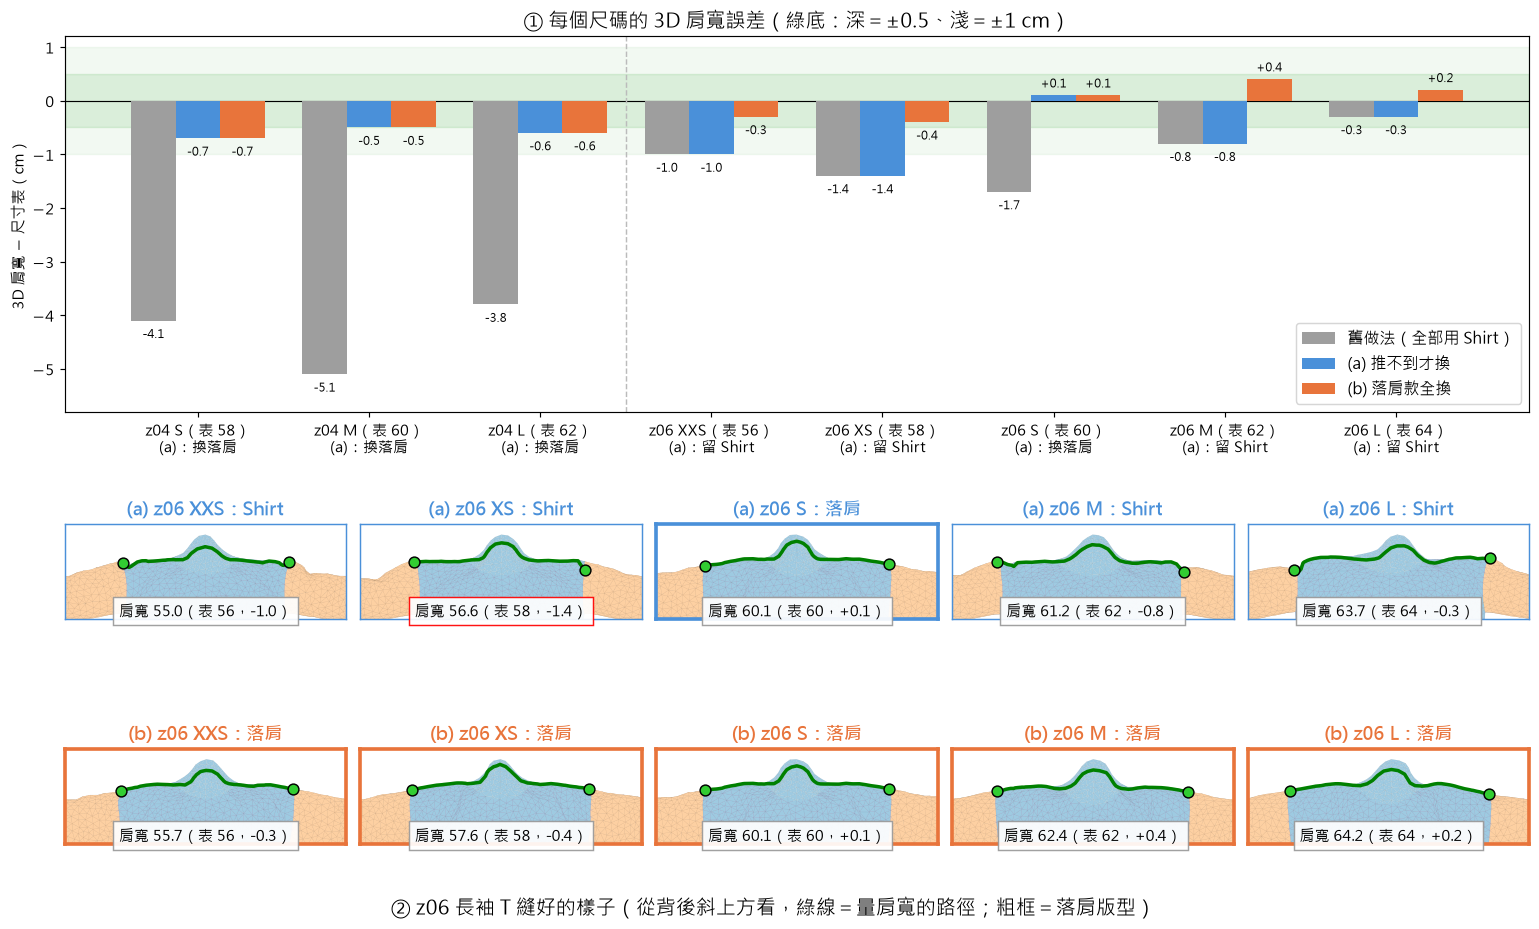 ① 每個尺碼的 3D 肩寬誤差（綠底：深＝±0.5、淺＝±1 cm）
3D 肩寬 − 尺寸表（cm）
1
0
−1
−2
−3
−4
−5
-4.1
-0.7
-0.7
-5.1
-0.5
-0.5
-3.8
-0.6
-0.6
-1.0
-1.0
-0.3
-1.4
-1.4
-0.4
-1.7
+0.1
+0.1
-0.8
-0.8
+0.4
-0.3
-0.3
+0.2
舊做法（全部用 Shirt）
(a) 推不到才換
(b) 落肩款全換
z04 S（表 58）
(a)：換落肩
z04 M（表 60）
(a)：換落肩
z04 L（表 62）
(a)：換落肩
z06 XXS（表 56）
(a)：留 Shirt
z06 XS（表 58）
(a)：留 Shirt
z06 S（表 60）
(a)：換落肩
z06 M（表 62）
(a)：留 Shirt
z06 L（表 64）
(a)：留 Shirt
(a) z06 XXS：Shirt
肩寬 55.0（表 56，-1.0）
(a) z06 XS：Shirt
肩寬 56.6（表 58，-1.4）
(a) z06 S：落肩
肩寬 60.1（表 60，+0.1）
(a) z06 M：Shirt
肩寬 61.2（表 62，-0.8）
(a) z06 L：Shirt
肩寬 63.7（表 64，-0.3）
(b) z06 XXS：落肩
肩寬 55.7（表 56，-0.3）
(b) z06 XS：落肩
肩寬 57.6（表 58，-0.4）
(b) z06 S：落肩
肩寬 60.1（表 60，+0.1）
(b) z06 M：落肩
肩寬 62.4（表 62，+0.4）
(b) z06 L：落肩
肩寬 64.2（表 64，+0.2）
② z06 長袖 T 縫好的樣子（從背後斜上方看，綠線＝量肩寬的路徑；粗框＝落肩版型）